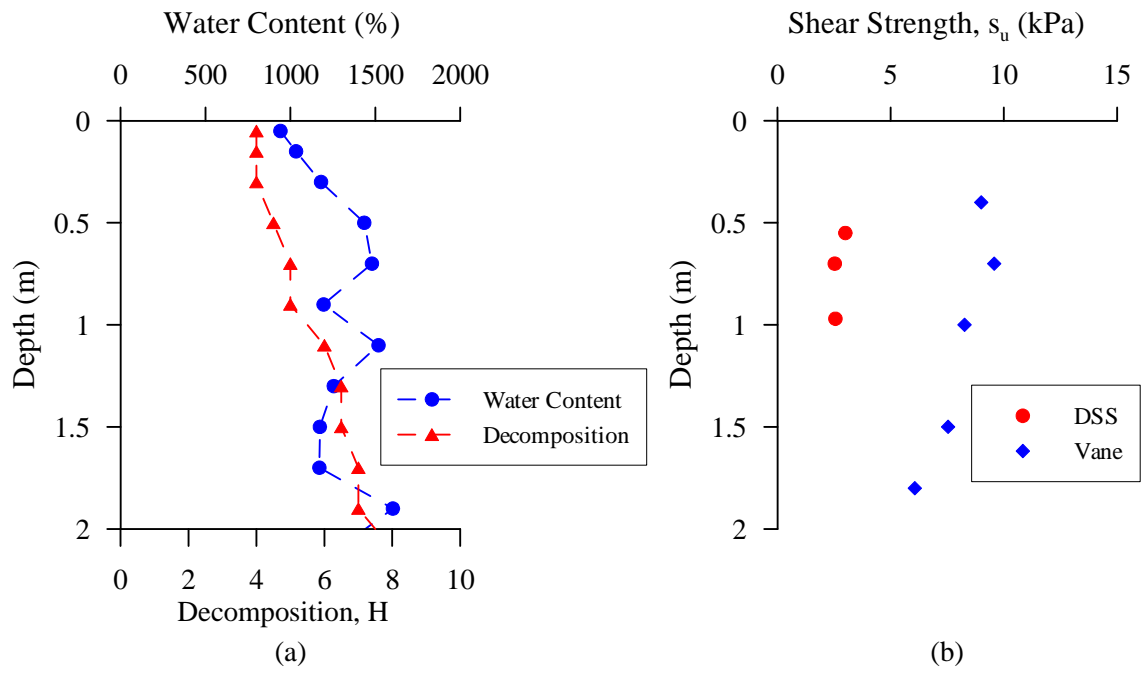 Water Content (%)
0 500 1000 1500 2000
0
0.5
1
1.5
2
Depth (m)
Water Content
Decomposition
0 2 4 6 8 10
Decomposition, H
(a)
Shear Strength, s_u (kPa)
0 5 10 15
0
0.5
1
1.5
2
Depth (m)
DSS
Vane
(b)